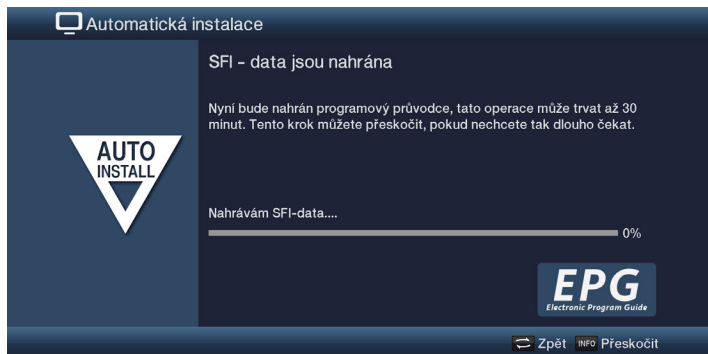 Automatická instalace
SFI - data jsou nahrána
Nyní bude nahrán programový průvodce, tato operace může trvat až 30
minut. Tento krok můžete přeskočit, pokud nechcete tak dlouho čekat.
AUTO
INSTALL
Nahrávám SFI-data....
0%
EPG
Electronic Program Guide
Zpět INFO Přeskočit